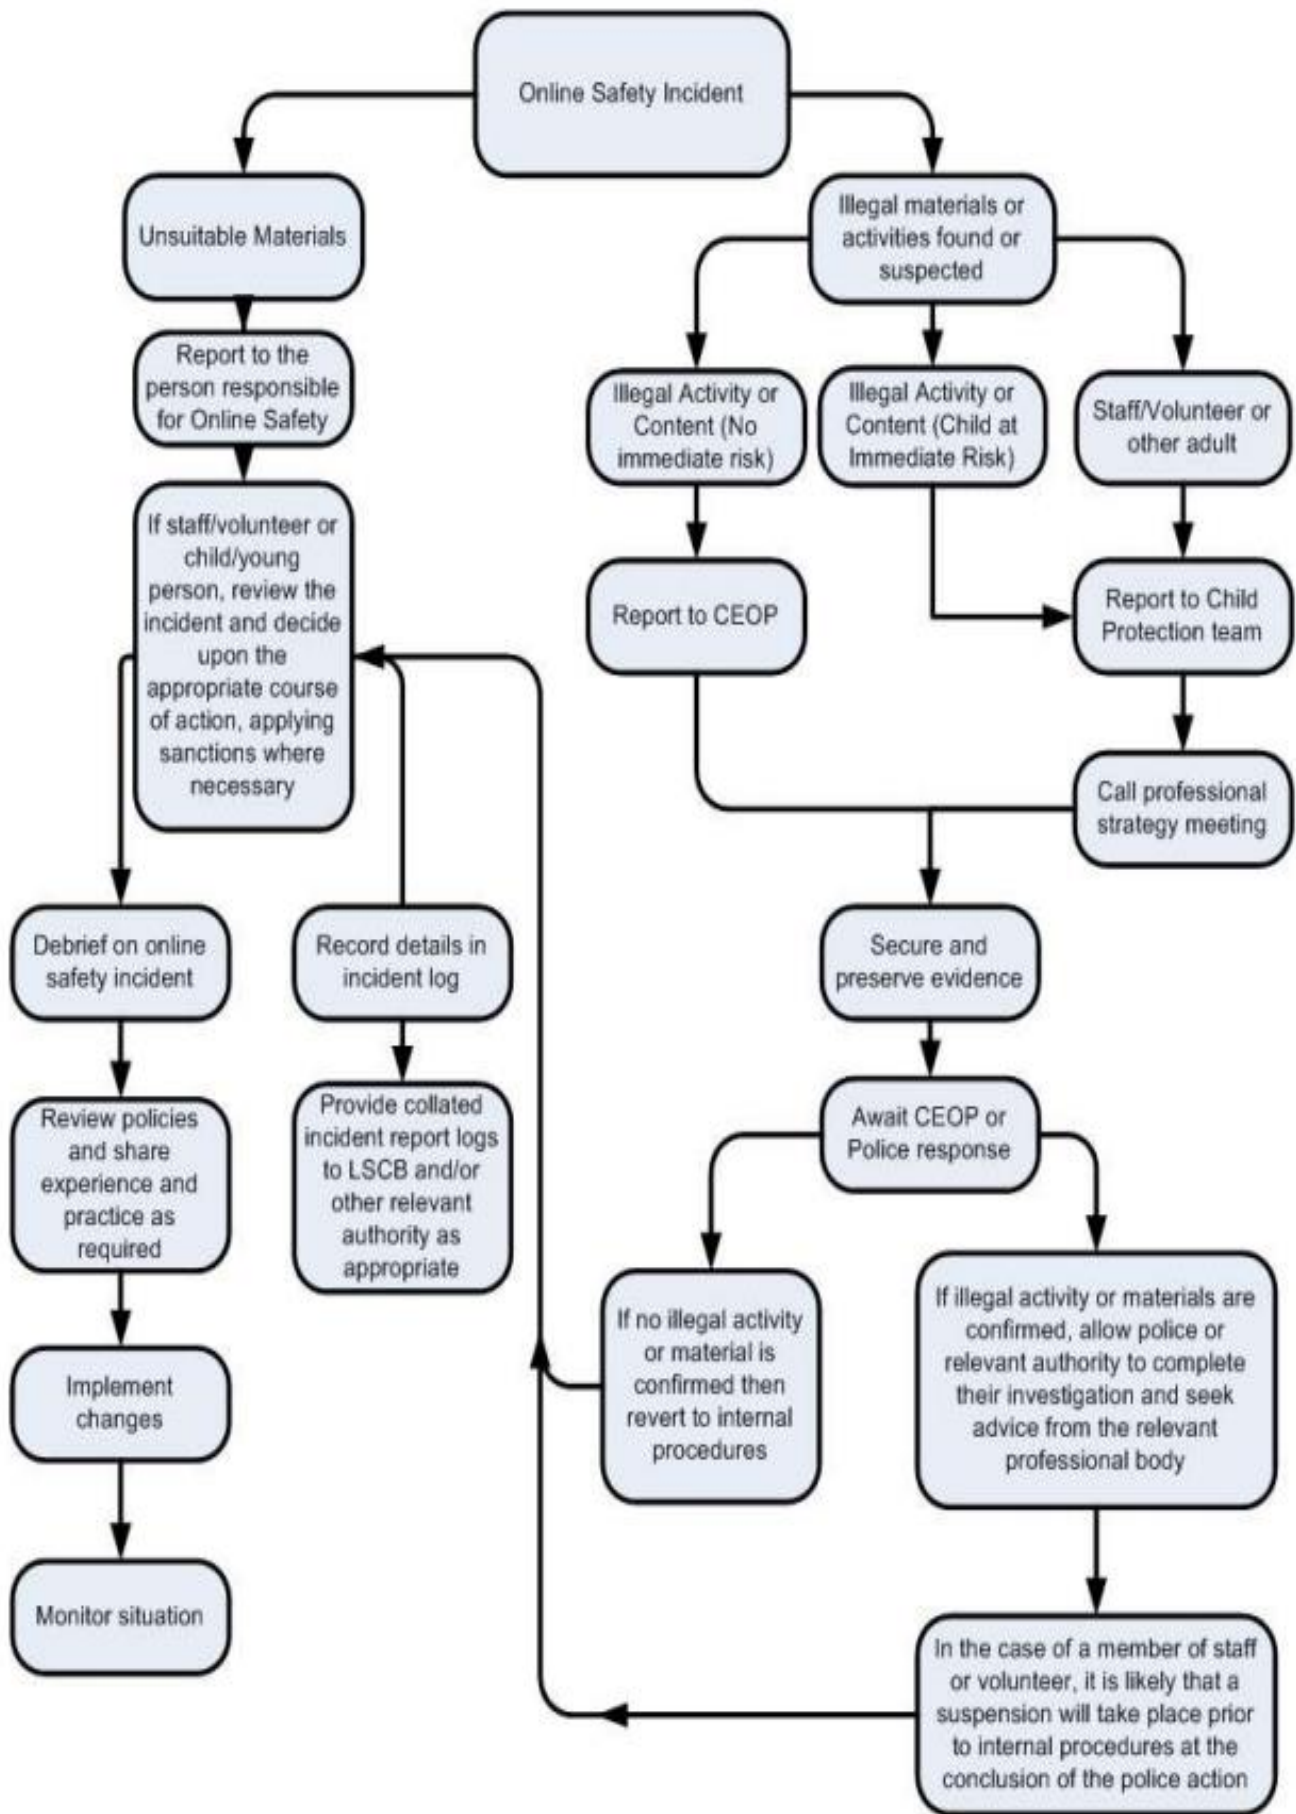 Online Safety Incident
Unsuitable Materials
Illegal materials or
activities found or
suspected
Report to the
person responsible
for Online Safety
Illegal Activity or
Content (No
immediate risk)
Illegal Activity or
Content (Child at
Immediate Risk)
Staff/Volunteer or
other adult
If staff/volunteer or
child/young
person, review the
incident and decide
upon the
appropriate course
of action, applying
sanctions where
necessary
Report to CEOP
Report to Child
Protection team
Call professional
strategy meeting
Debrief on online
safety incident
Record details in
incident log
Secure and
preserve evidence
Review policies
and share
experience and
practice as
required
Provide collated
incident report logs
to LSCB and/or
other relevant
authority as
appropriate
Await CEOP or
Police response
If no illegal activity
or material is
confirmed then
revert to internal
procedures
If illegal activity or materials are
confirmed, allow police or
relevant authority to complete
their investigation and seek
advice from the relevant
professional body
Implement
changes
Monitor situation
In the case of a member of staff
or volunteer, it is likely that a
suspension will take place prior
to internal procedures at the
conclusion of the police action